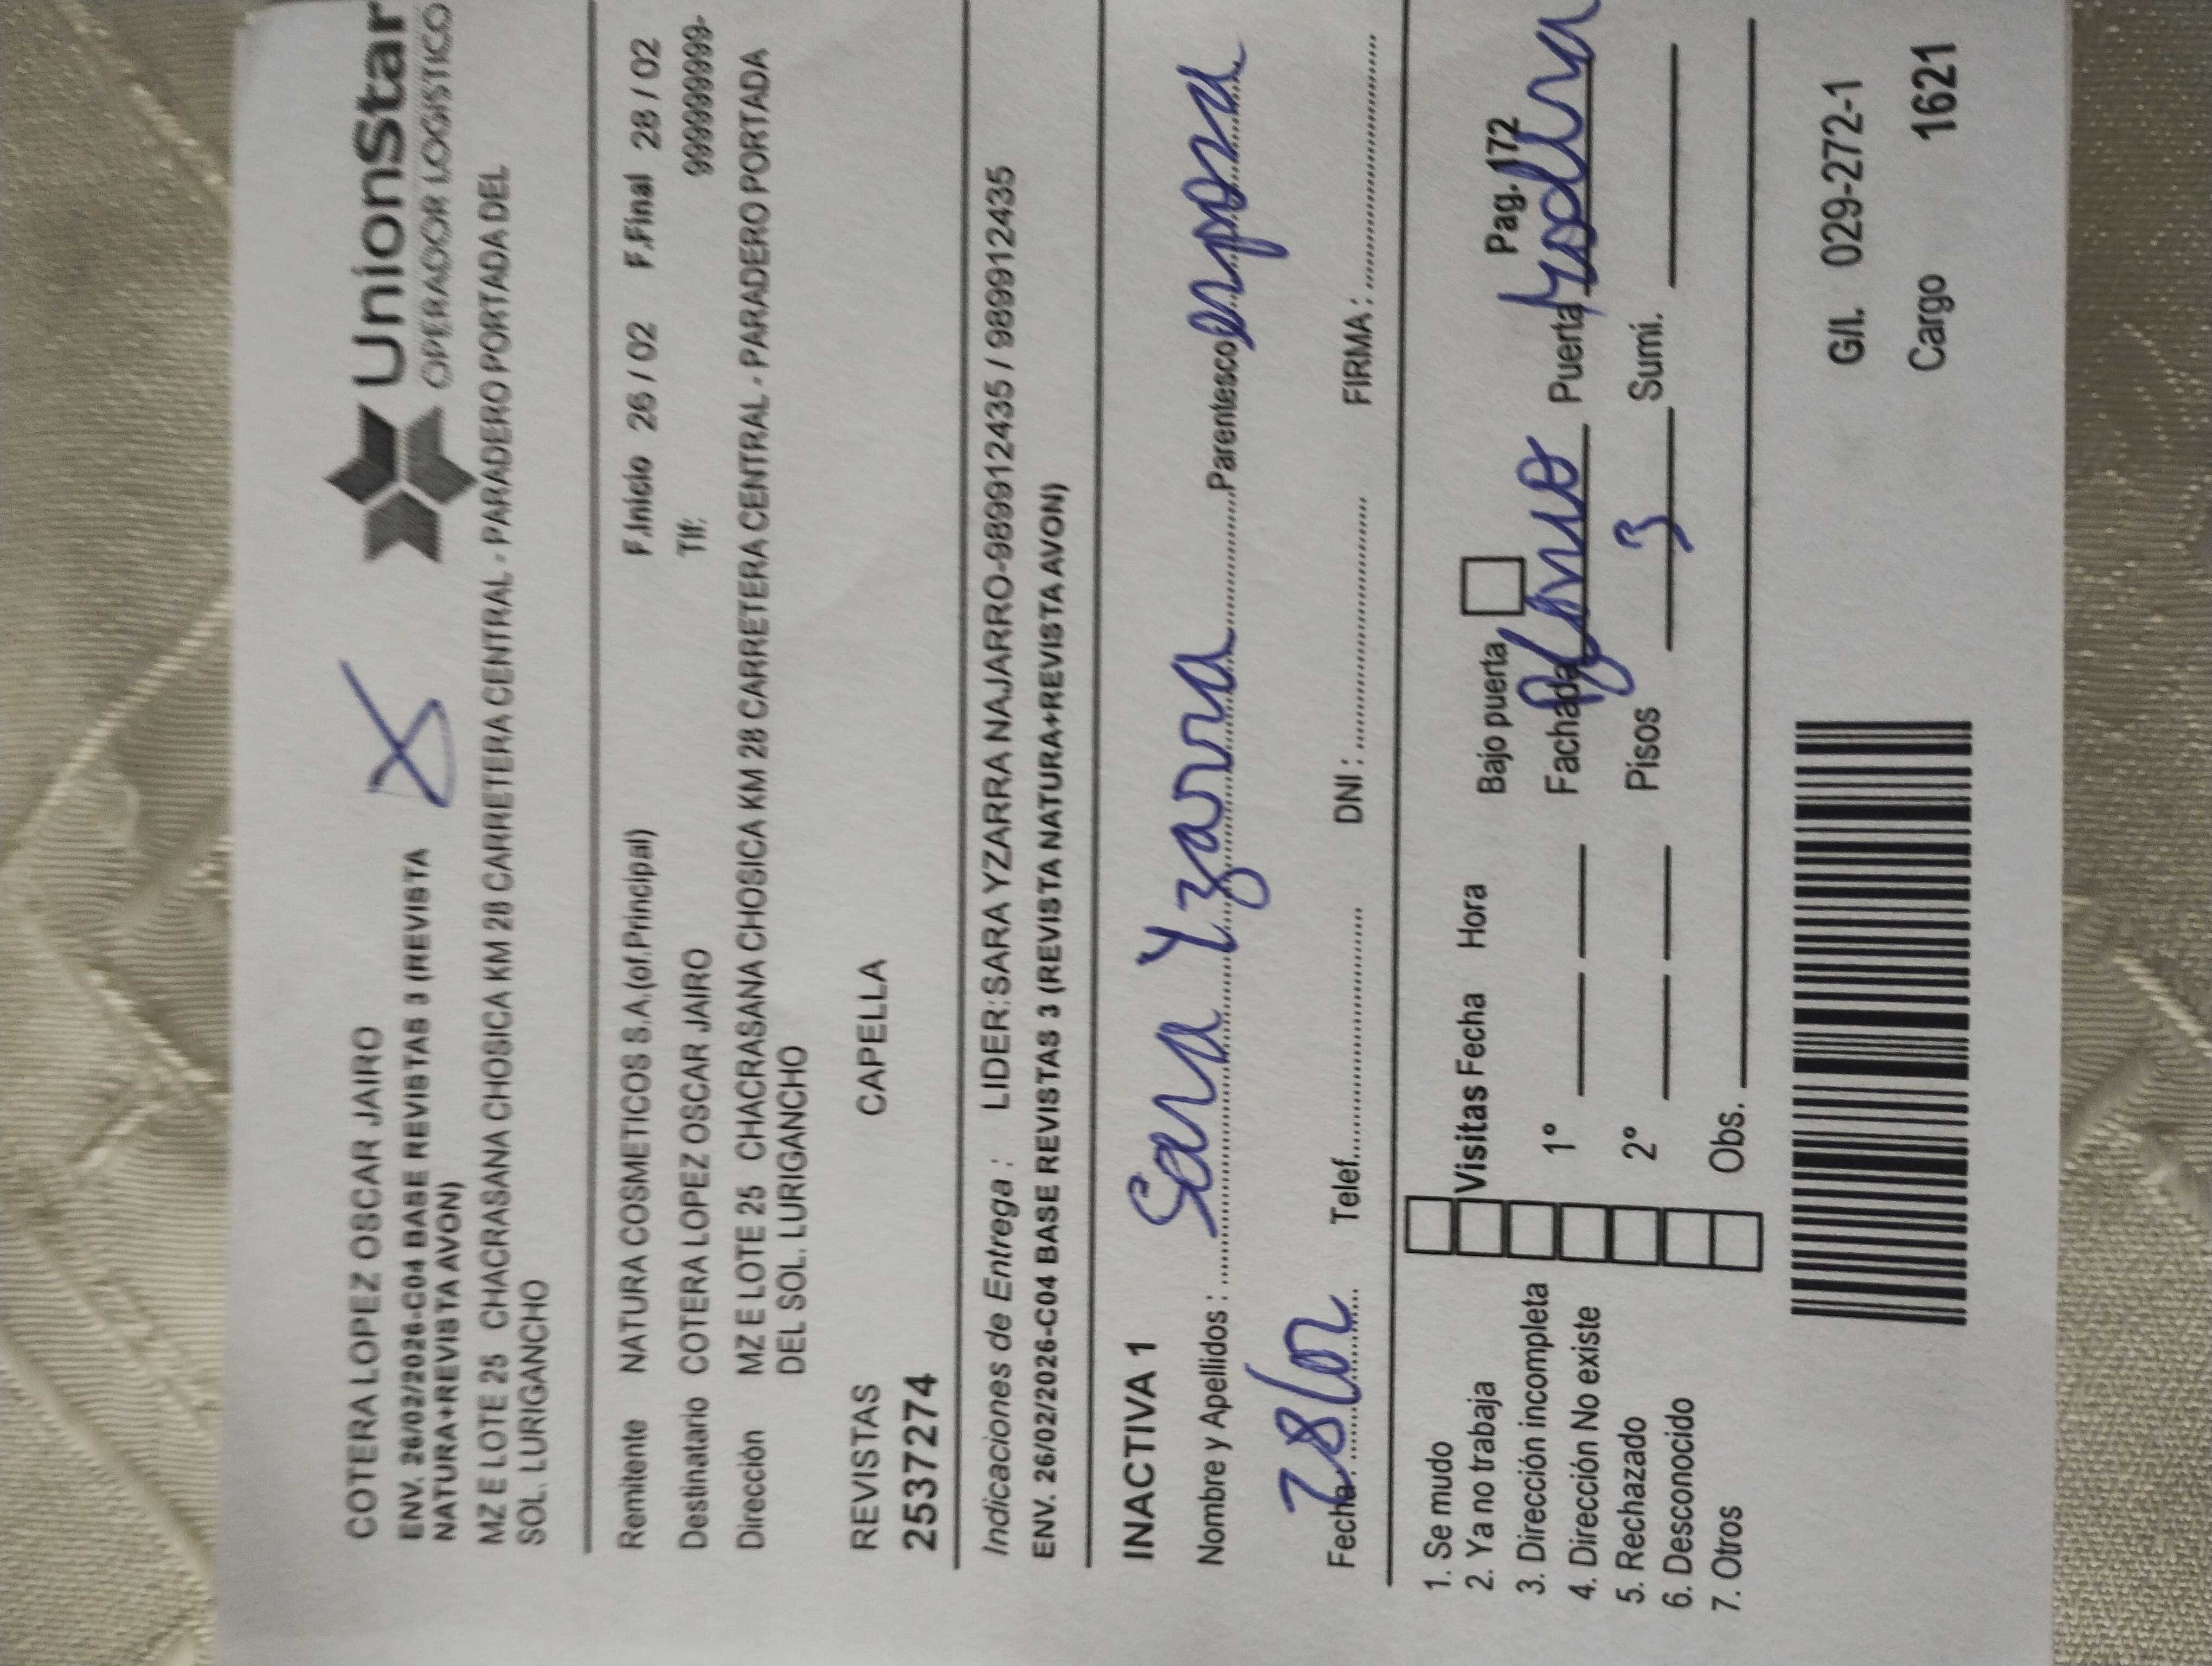 UnionStar
OPERADOR LOGISTICO
COTERA LOPEZ OSCAR JAIRO
ENV. 26/02/2026-C04 BASE REVISTAS 3 (REVISTA
NATURA+REVISTA AVON)
MZ E LOTE 25 CHACRASANA CHOSICA KM 28 CARRETERA CENTRAL - PARADERO PORTADA DEL
SOL. LURIGANCHO
Remitente NATURA COSMETICOS S.A.(of.Principal) F.Inicio 26 / 02 F.Final 28 / 02
Destinatario COTERA LOPEZ OSCAR JAIRO Tlf: 999999999-
Dirección MZ E LOTE 25 CHACRASANA CHOSICA KM 28 CARRETERA CENTRAL - PARADERO PORTADA
DEL SOL. LURIGANCHO
REVISTAS CAPELLA
2537274
Indicaciones de Entrega : LIDER:SARA YZARRA NAJARRO-989912435 / 989912435
ENV. 26/02/2026-C04 BASE REVISTAS 3 (REVISTA NATURA+REVISTA AVON)
INACTIVA 1
Nombre y Apellidos : Sara Yzarra Parentesco esposa
Fecha: 28/02 Telef. DNI : FIRMA :
1. Se mudo
2. Ya no trabaja
3. Dirección incompleta
4. Dirección No existe
5. Rechazado
6. Desconocido
7. Otros
Visitas Fecha Hora Bajo puerta Pag. 172
1° Fachada Puerta
2° Pisos 3 Sumi.
Obs.
G/L 029-272-1
Cargo 1621